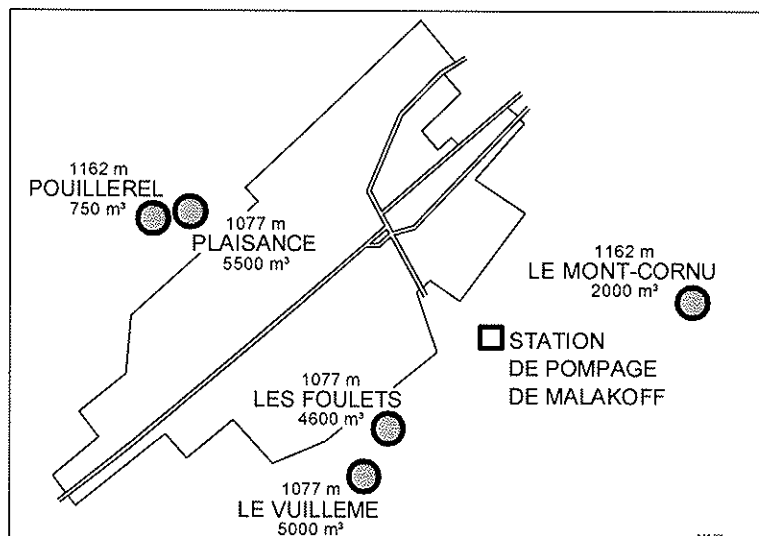 1162 m
POUILLEREL
750 m³
1077 m
PLAISANCE
5500 m³
1162 m
LE MONT-CORNU
2000 m³
STATION
DE POMPAGE
DE MALAKOFF
1077 m
LES FOULETS
4600 m³
1077 m
LE VUILLEME
5000 m³